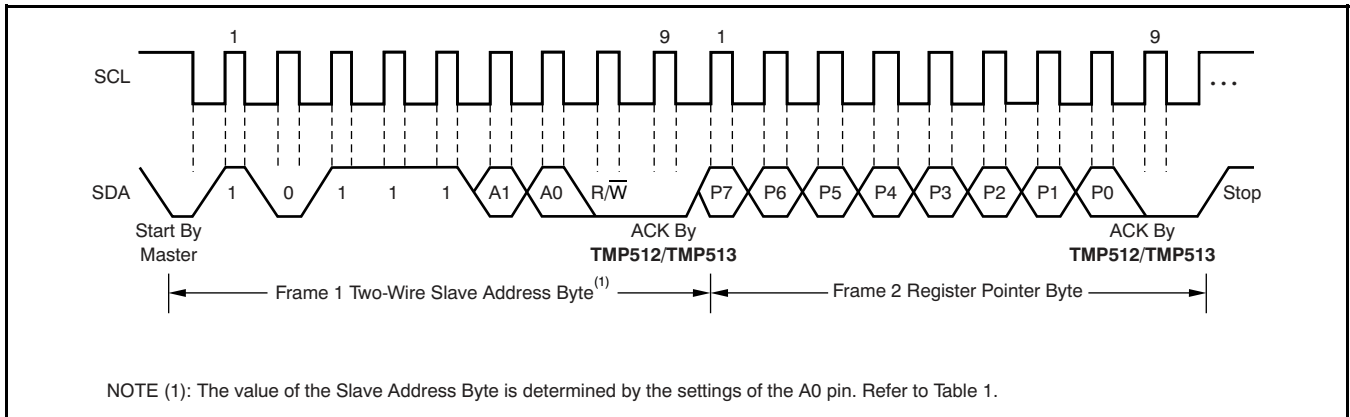 1 9 1 9
SCL ...
SDA 1 0 1 1 1 A1 A0 R/W̅ P7 P6 P5 P4 P3 P2 P1 P0 Stop
Start By ACK By ACK By
Master TMP512/TMP513 TMP512/TMP513
Frame 1 Two-Wire Slave Address Byte(1) Frame 2 Register Pointer Byte
NOTE (1): The value of the Slave Address Byte is determined by the settings of the A0 pin. Refer to Table 1.